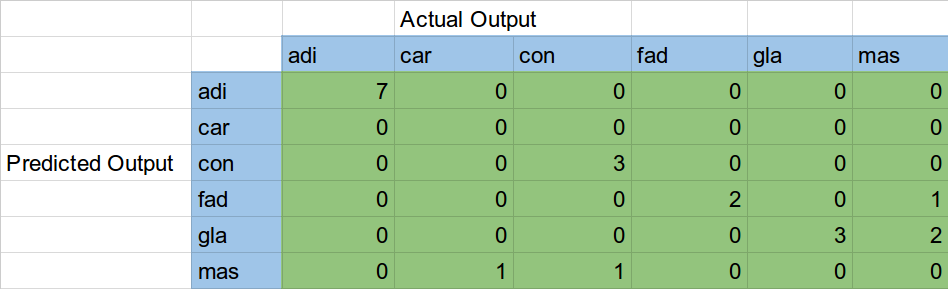 Actual Output
adi car con fad gla mas
adi 7 0 0 0 0 0
car 0 0 0 0 0 0
Predicted Output con 0 0 3 0 0 0
fad 0 0 0 2 0 1
gla 0 0 0 0 3 2
mas 0 1 1 0 0 0